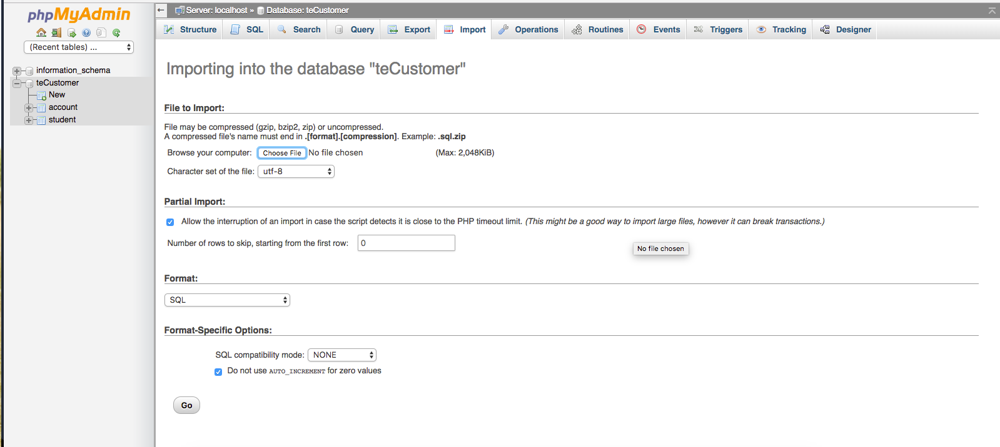 phpMyAdmin
(Recent tables) ...
information_schema
teCustomer
New
account
student
Server: localhost » Database: teCustomer
Structure SQL Search Query Export Import Operations Routines Events Triggers Tracking Designer
Importing into the database "teCustomer"
File to Import:
File may be compressed (gzip, bzip2, zip) or uncompressed.
A compressed file's name must end in .[format].[compression]. Example: .sql.zip
Browse your computer: Choose File No file chosen (Max: 2,048KiB)
Character set of the file: utf-8
Partial Import:
Allow the interruption of an import in case the script detects it is close to the PHP timeout limit. (This might be a good way to import large files, however it can break transactions.)
Number of rows to skip, starting from the first row: 0
No file chosen
Format:
SQL
Format-Specific Options:
SQL compatibility mode: NONE
Do not use AUTO_INCREMENT for zero values
Go